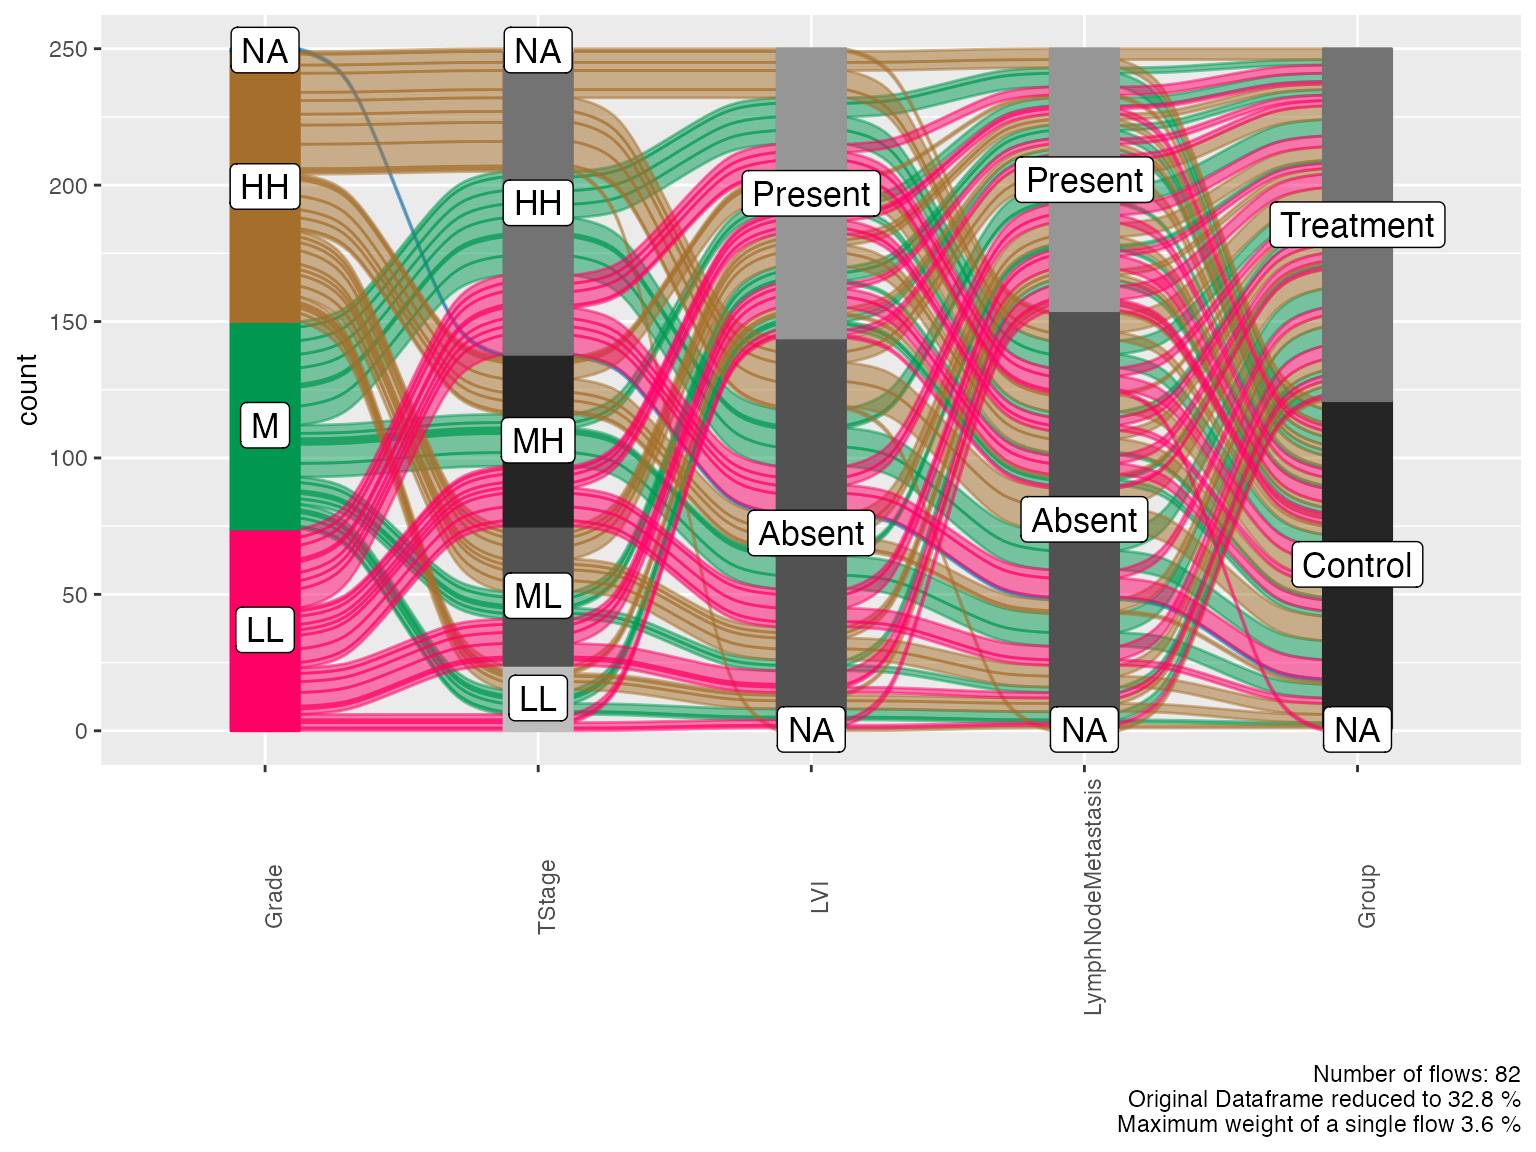 count
250
200
150
100
50
0
NA
HH
M
LL
NA
HH
MH
ML
LL
Present
Absent
NA
Present
Absent
NA
Treatment
Control
NA
Grade
TStage
LVI
LymphNodeMetastasis
Group
Number of flows: 82
Original Dataframe reduced to 32.8 %
Maximum weight of a single flow 3.6 %